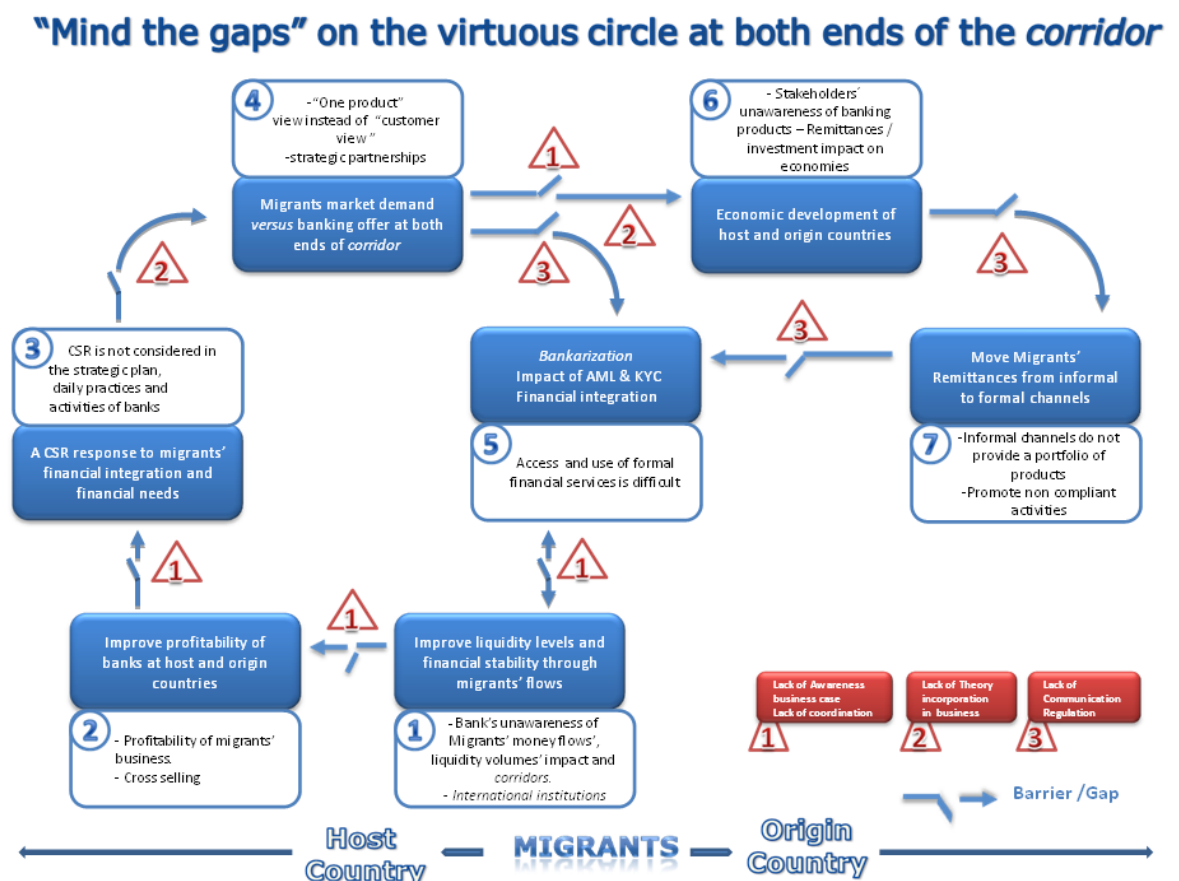 “Mind the gaps” on the virtuous circle at both ends of the corridor
4
-“One product”
view instead of “customer
view ”
-strategic partnerships
Migrants market demand
versus banking offer at both
ends of corridor
1
2
3
6
- Stakeholders´
unawareness of banking
products – Remittances /
investment impact on
economies
Economic development of
host and origin countries
3
2
3
CSR is not considered in
the strategic plan,
daily practices and
activities of banks
A CSR response to migrants’
financial integration and
financial needs
Bankarization
Impact of AML & KYC
Financial integration
5
Access and use of formal
financial services is difficult
3
Move Migrants’
Remittances from informal
to formal channels
7
-Informal channels do not
provide a portfolio of
products
-Promote non compliant
activities
1
1
1
Improve profitability of
banks at host and origin
countries
2
- Profitability of migrants’
business.
- Cross selling
Improve liquidity levels and
financial stability through
migrants’ flows
1
- Bank’s unawareness of
Migrants’ money flows’,
liquidity volumes’ impact and
corridors.
- International institutions
Lack of Awareness
business case
Lack of coordination
1
Lack of Theory
incorporation
in business
2
Lack of
Communication
Regulation
3
Barrier /Gap
Host
Country
MIGRANTS
Origin
Country